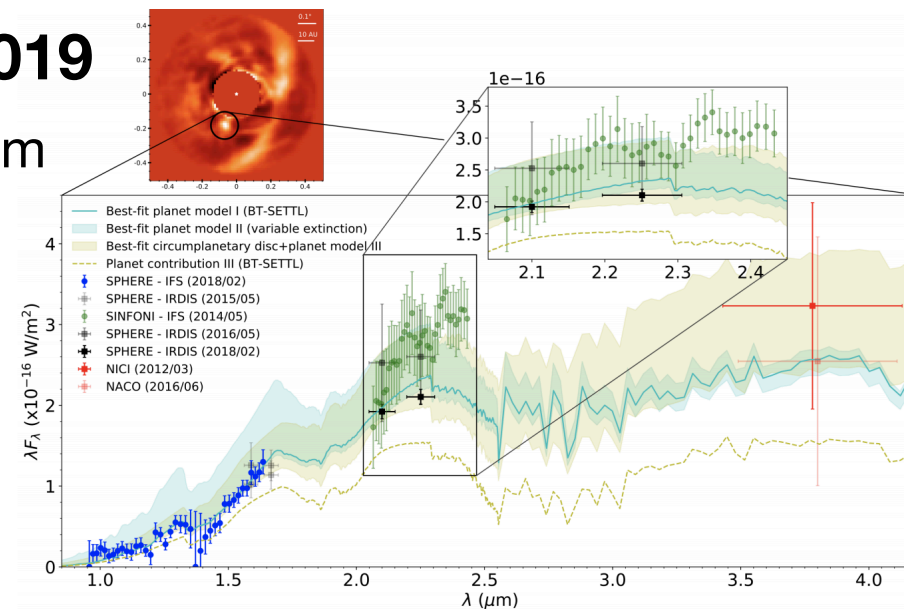 019
m
0.1"
10 AU
0.4
0.2
0
-0.2
-0.4
-0.4
-0.2
0
0.2
0.4
1e−16
3.5
3.0
2.5
2.0
1.5
2.1
2.2
2.3
2.4
Best-fit planet model I (BT-SETTL)
Best-fit planet model II (variable extinction)
Best-fit circumplanetary disc+planet model III
Planet contribution III (BT-SETTL)
SPHERE - IFS (2018/02)
SPHERE - IRDIS (2015/05)
SINFONI - IFS (2014/05)
SPHERE - IRDIS (2016/05)
SPHERE - IRDIS (2018/02)
NICI (2012/03)
NACO (2016/06)
λFλ (x10⁻¹⁶ W/m²)
4
3
2
1
0
1.0
1.5
2.0
2.5
3.0
3.5
4.0
λ (μm)